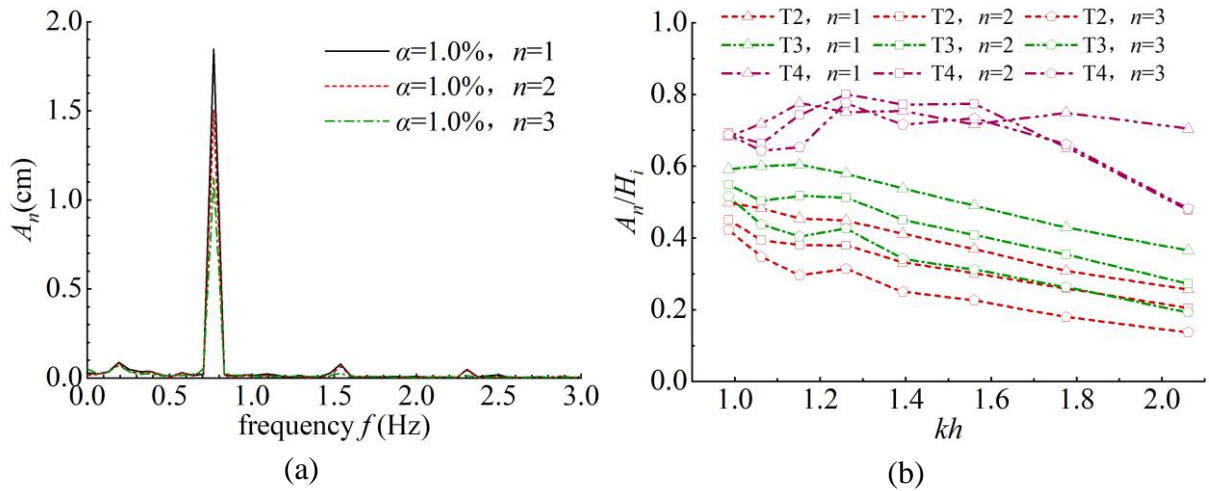 2.0
1.5
1.0
0.5
0.0
Aₙ(cm)
α=1.0%, n=1
α=1.0%, n=2
α=1.0%, n=3
0.0 0.5 1.0 1.5 2.0 2.5 3.0
frequency f (Hz)
(a)
T2, n=1 T2, n=2 T2, n=3
T3, n=1 T3, n=2 T3, n=3
T4, n=1 T4, n=2 T4, n=3
1.0
0.8
0.6
0.4
0.2
0.0
Aₙ/Hᵢ
1.0 1.2 1.4 1.6 1.8 2.0
kh
(b)